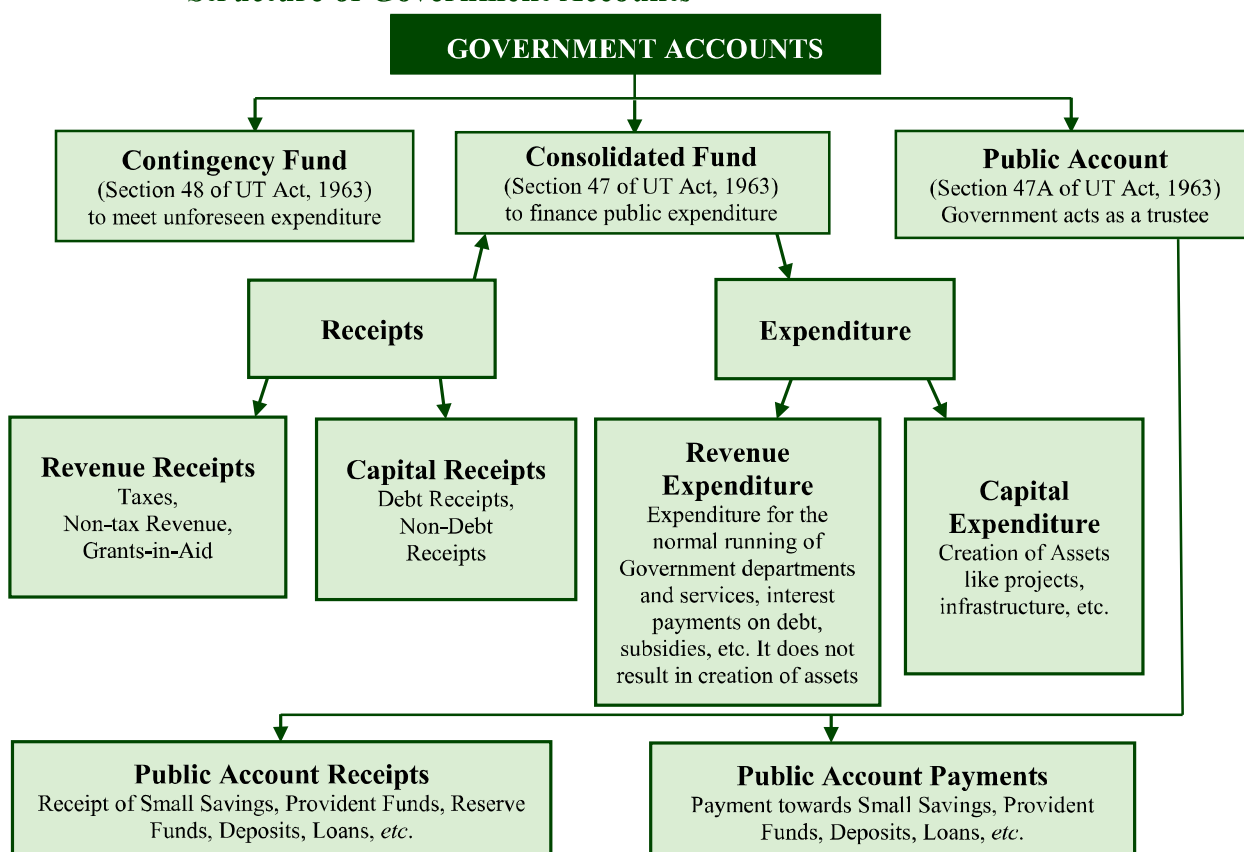 Structure of Government Accounts
GOVERNMENT ACCOUNTS
Contingency Fund
(Section 48 of UT Act, 1963)
to meet unforeseen expenditure
Consolidated Fund
(Section 47 of UT Act, 1963)
to finance public expenditure
Public Account
(Section 47A of UT Act, 1963)
Government acts as a trustee
Receipts
Expenditure
Revenue Receipts
Taxes,
Non-tax Revenue,
Grants-in-Aid
Capital Receipts
Debt Receipts,
Non-Debt
Receipts
Revenue
Expenditure
Expenditure for the
normal running of
Government departments
and services, interest
payments on debt,
subsidies, etc. It does not
result in creation of assets
Capital
Expenditure
Creation of Assets
like projects,
infrastructure, etc.
Public Account Receipts
Receipt of Small Savings, Provident Funds, Reserve
Funds, Deposits, Loans, etc.
Public Account Payments
Payment towards Small Savings, Provident
Funds, Deposits, Loans, etc.